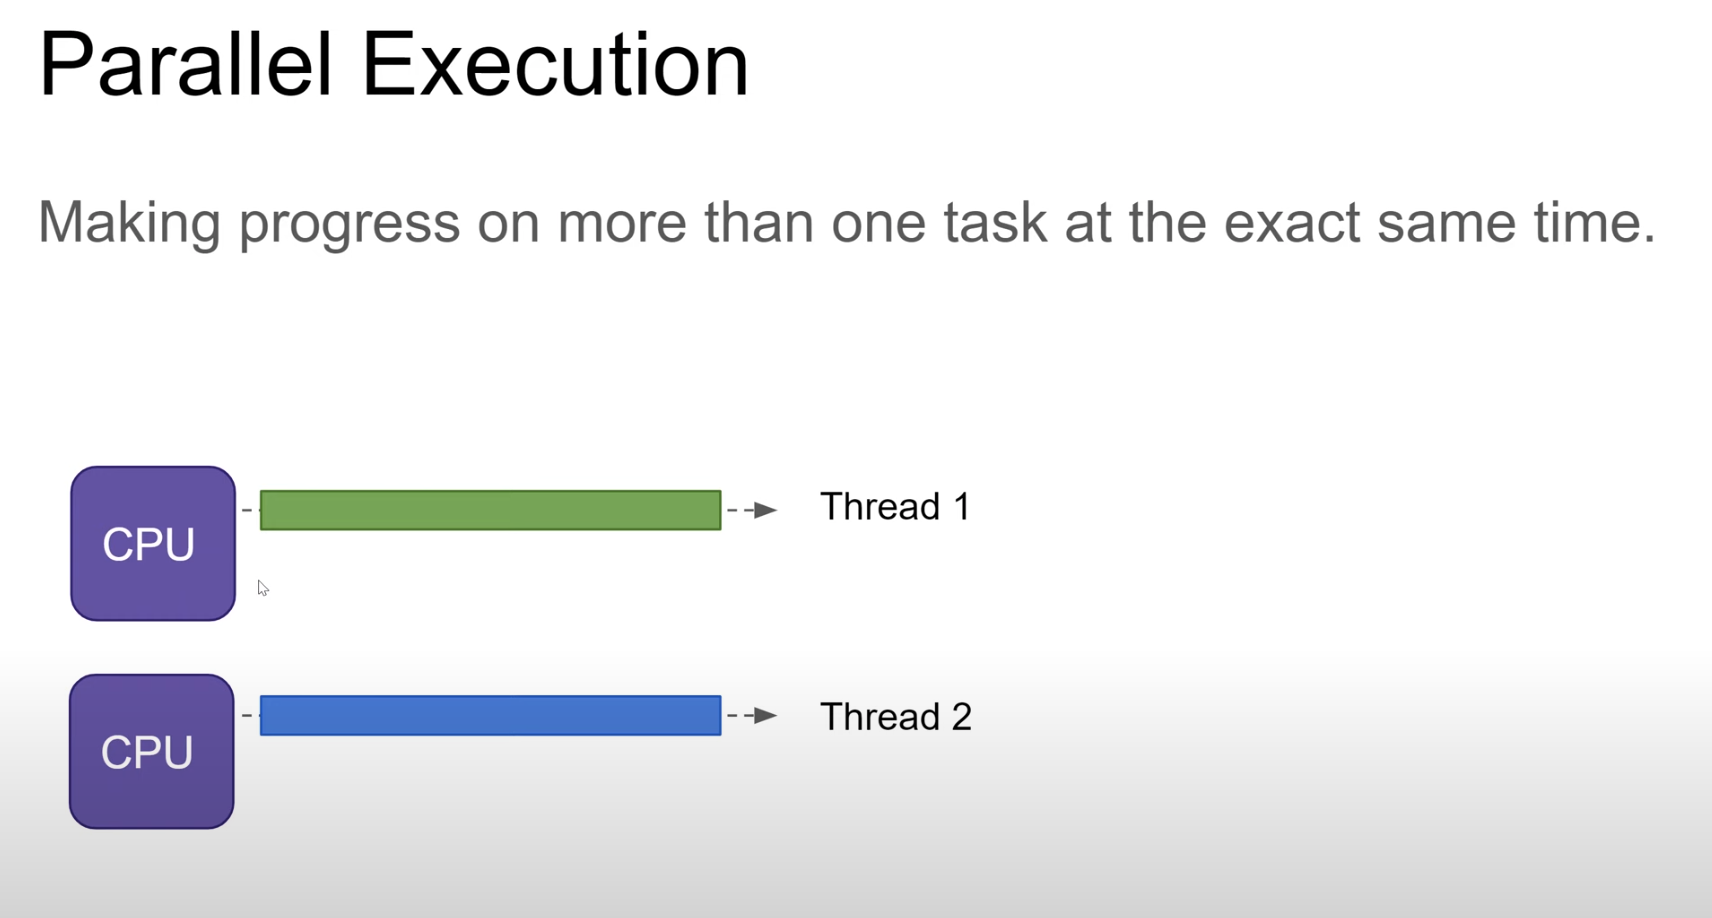 Parallel Execution
Making progress on more than one task at the exact same time.
CPU
Thread 1
CPU
Thread 2